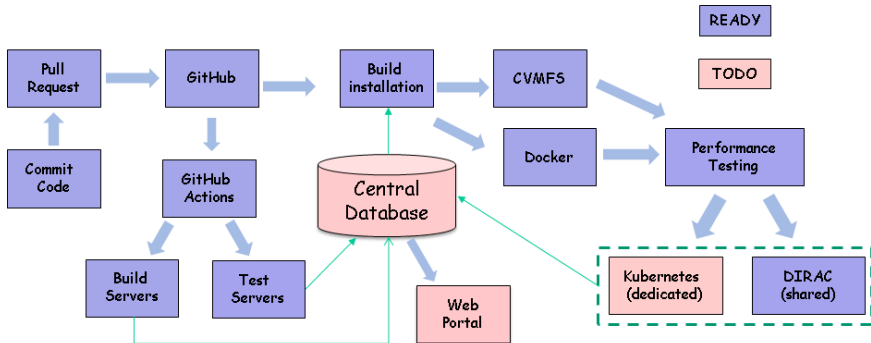 READY
TODO
Pull
Request
GitHub
Build
installation
CVMFS
Commit
Code
GitHub
Actions
Docker
Performance
Testing
Central
Database
Build
Servers
Test
Servers
Web
Portal
Kubernetes
(dedicated)
DIRAC
(shared)